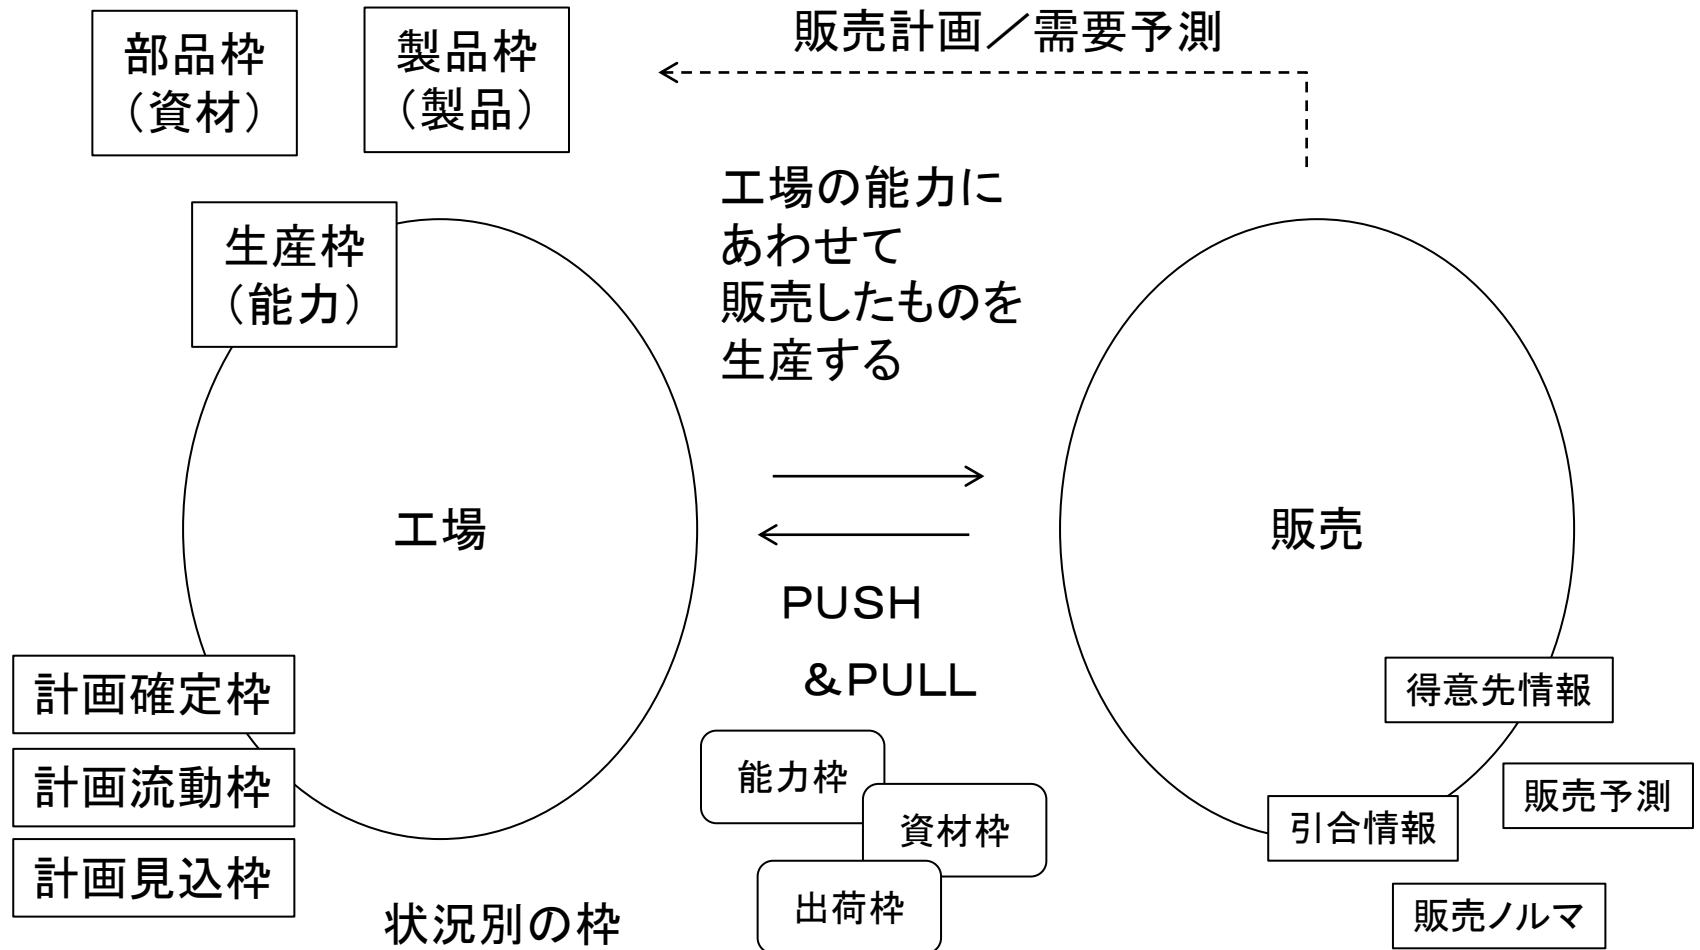 部品枠
（資材）
製品枠
（製品）
販売計画／需要予測
生産枠
（能力）
工場の能力に
あわせて
販売したものを
生産する
工場
販売
PUSH
&PULL
計画確定枠
計画流動枠
計画見込枠
状況別の枠
能力枠
資材枠
出荷枠
得意先情報
販売予測
引合情報
販売ノルマ